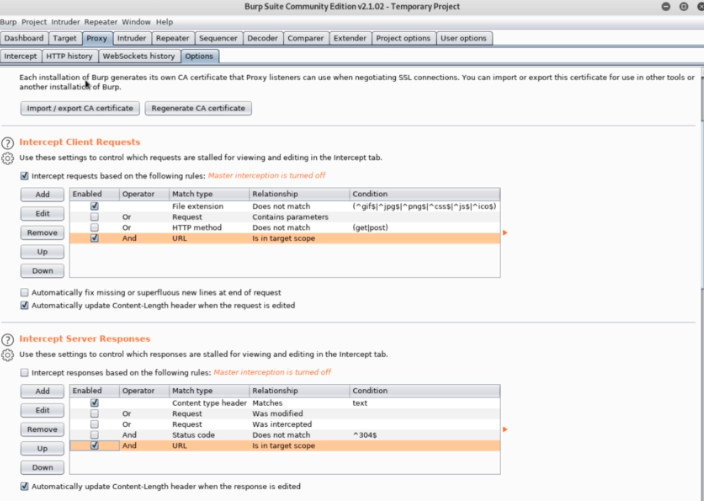 Burp Suite Community Edition v2.1.02 - Temporary Project
Burp Project Intruder Repeater Window Help
Dashboard Target Proxy Intruder Repeater Sequencer Decoder Comparer Extender Project options User options
Intercept HTTP history WebSockets history Options
Each installation of Burp generates its own CA certificate that Proxy listeners can use when negotiating SSL connections. You can import or export this certificate for use in other tools or
another installation of Burp.
Import / export CA certificate Regenerate CA certificate
Intercept Client Requests
Use these settings to control which requests are stalled for viewing and editing in the Intercept tab.
Intercept requests based on the following rules: Master interception is turned off
Add Enabled Operator Match type Relationship Condition
File extension Does not match (^gif$|^jpg$|^png$|^css$|^js$|^ico$)
Edit Or Request Contains parameters
Remove Or HTTP method Does not match (get|post)
And URL Is in target scope
Up
Down
Automatically fix missing or superfluous new lines at end of request
Automatically update Content-Length header when the request is edited
Intercept Server Responses
Use these settings to control which responses are stalled for viewing and editing in the Intercept tab.
Intercept responses based on the following rules: Master interception is turned off
Add Enabled Operator Match type Relationship Condition
Content type header Matches text
Edit Or Request Was modified
Or Request Was intercepted
Remove And Status code Does not match ^304$
Up And URL Is in target scope
Down
Automatically update Content-Length header when the response is edited